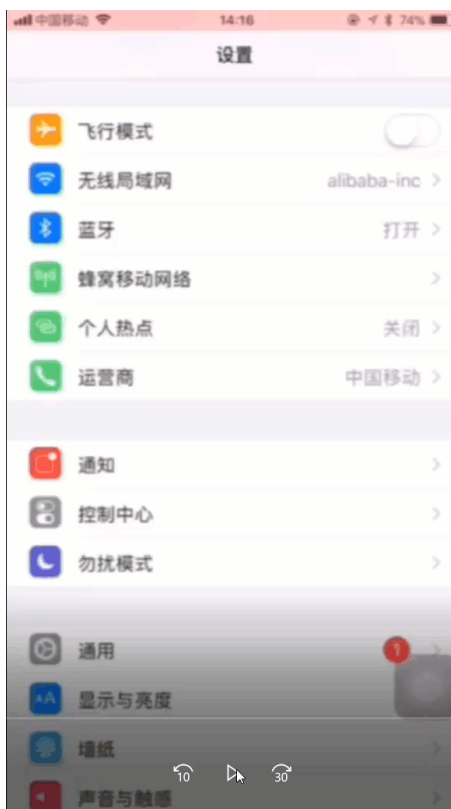 中国移动 14:16 74%
设置
飞行模式
无线局域网 alibaba-inc
蓝牙 打开
蜂窝移动网络
个人热点 关闭
运营商 中国移动
通知
控制中心
勿扰模式
通用 1
AA 显示与亮度
墙纸
声音与触感
10 30